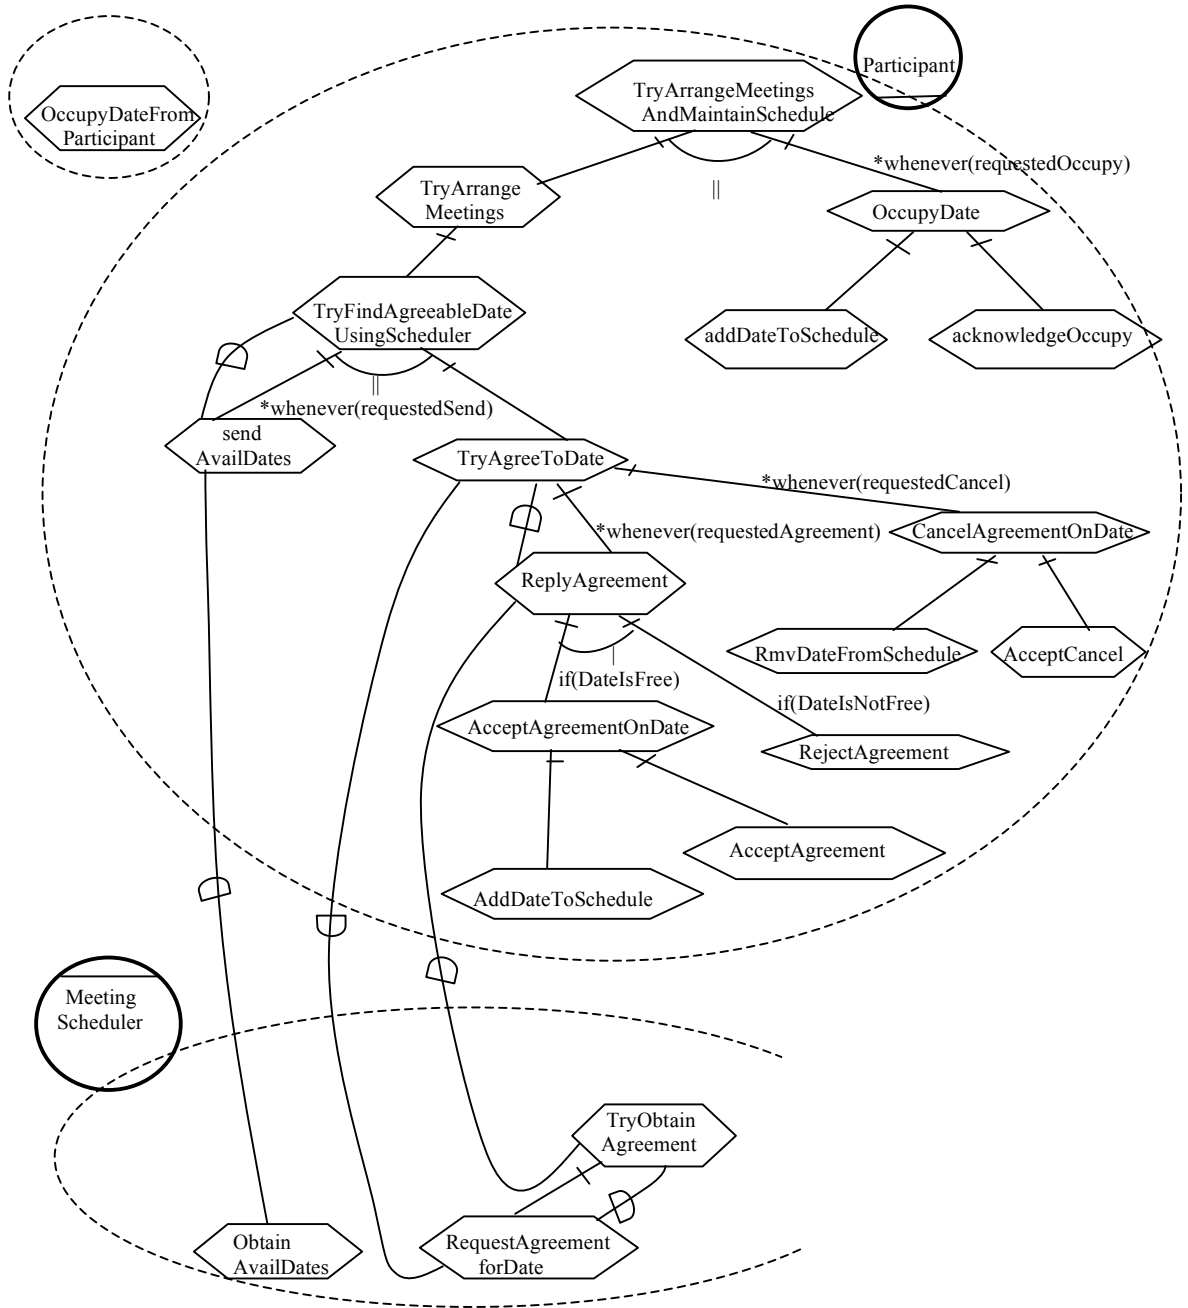 Participant
OccupyDateFrom
Participant
TryArrangeMeetings
AndMaintainSchedule
*whenever(requestedOccupy)
||
TryArrange
Meetings
OccupyDate
TryFindAgreeableDate
UsingScheduler
addDateToSchedule
acknowledgeOccupy
||
*whenever(requestedSend)
send
AvailDates
TryAgreeToDate
*whenever(requestedCancel)
*whenever(requestedAgreement)
CancelAgreementOnDate
ReplyAgreement
|
RmvDateFromSchedule
AcceptCancel
if(DateIsFree)
if(DateIsNotFree)
AcceptAgreementOnDate
RejectAgreement
AcceptAgreement
AddDateToSchedule
Meeting
Scheduler
TryObtain
Agreement
Obtain
AvailDates
RequestAgreement
forDate